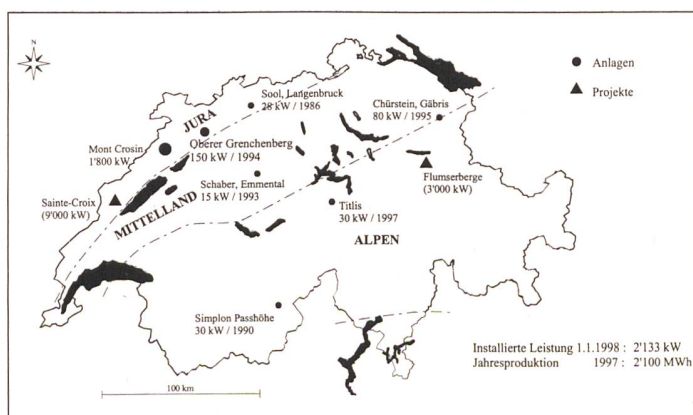 N
Anlagen
Projekte
Sool, Langenbruck
28 kW / 1986
Chürstein, Gäbris
80 kW / 1995
JURA
Mont Crosin
1'800 kW
Oberer Grenchenberg
150 kW / 1994
Flumserberge
(3'000 kW)
Schaber, Emmental
15 kW / 1993
Sainte-Croix
(9'000 kW)
MITTELLAND
Titlis
30 kW / 1997
ALPEN
Simplon Passhöhe
30 kW / 1990
Installierte Leistung 1.1.1998 : 2'133 kW
Jahresproduktion 1997 : 2'100 MWh
100 km